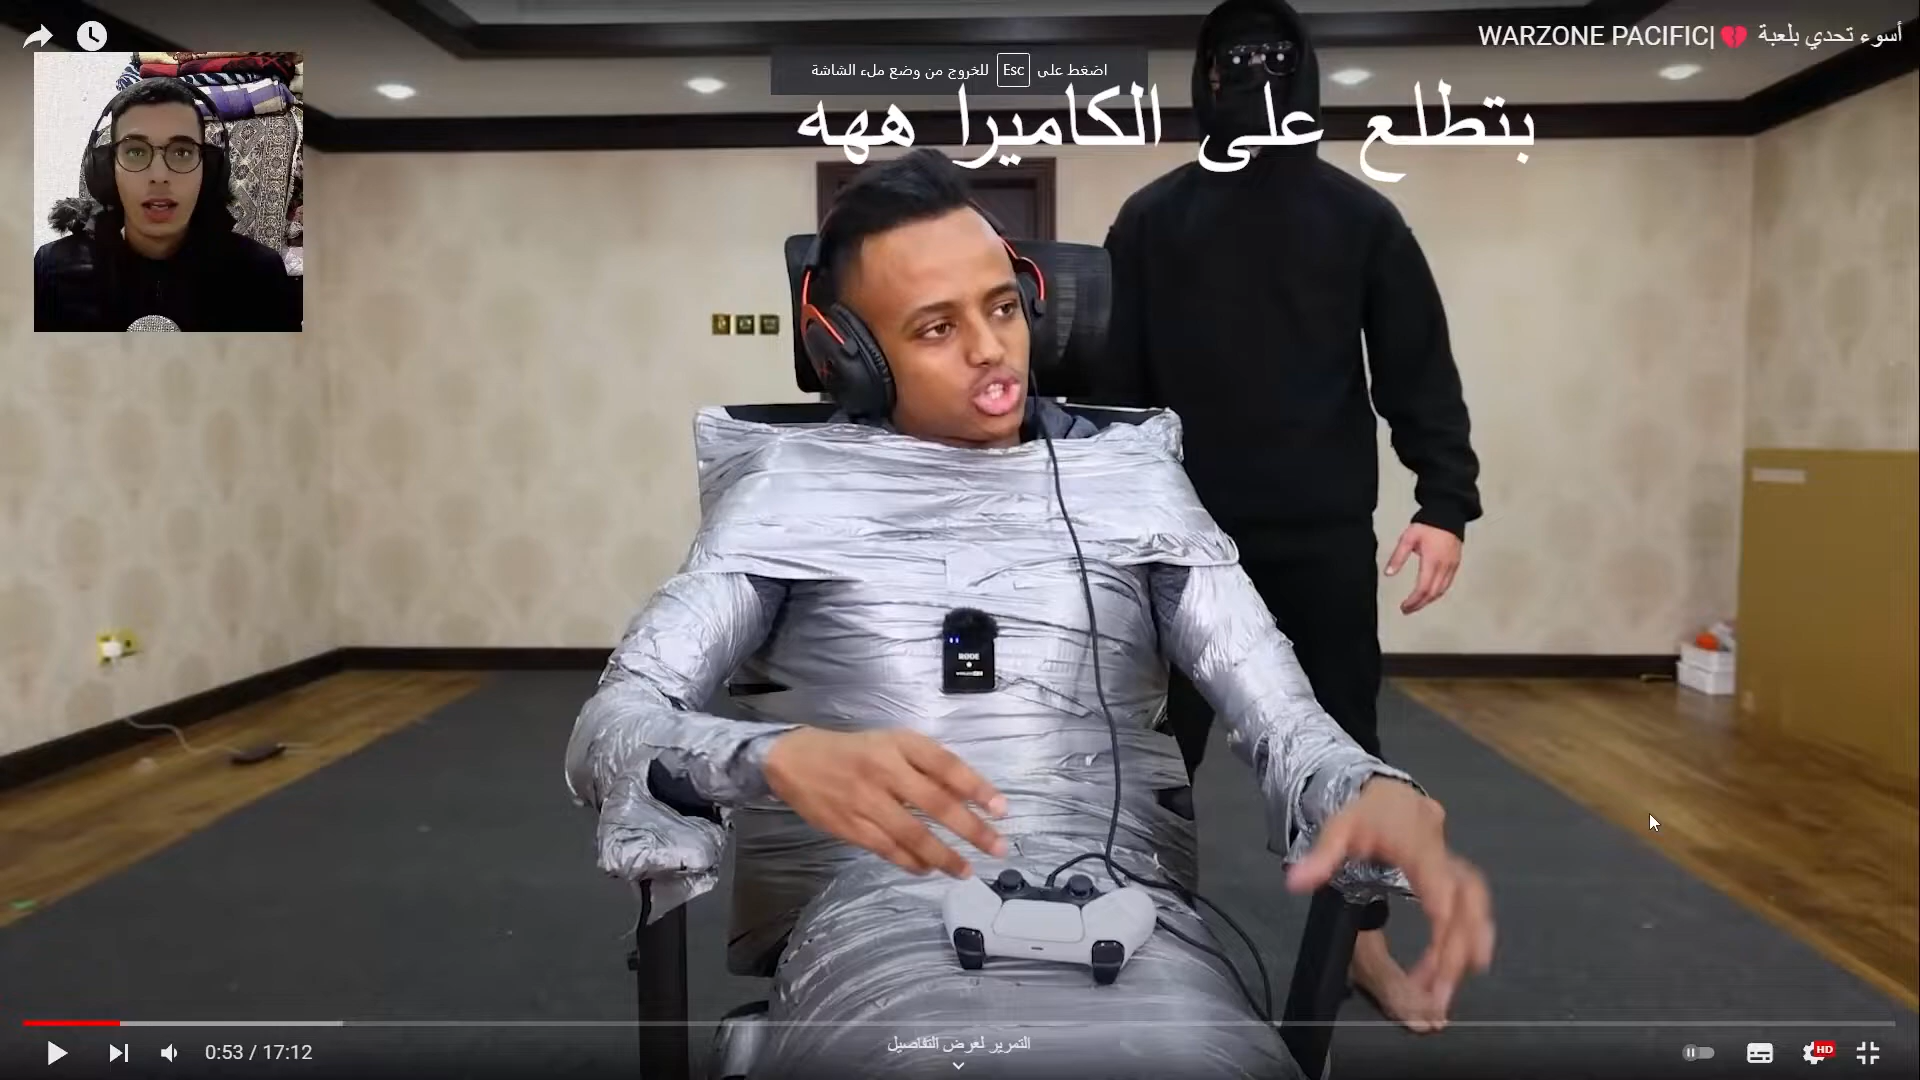 أسوء تحدي بلعبة 💔|WARZONE PACIFIC
اضغط على Esc للخروج من وضع ملء الشاشة
بتطلع على الكاميرا ههه
RØDE
التمرير لعرض التفاصيل
0:53 / 17:12
HD